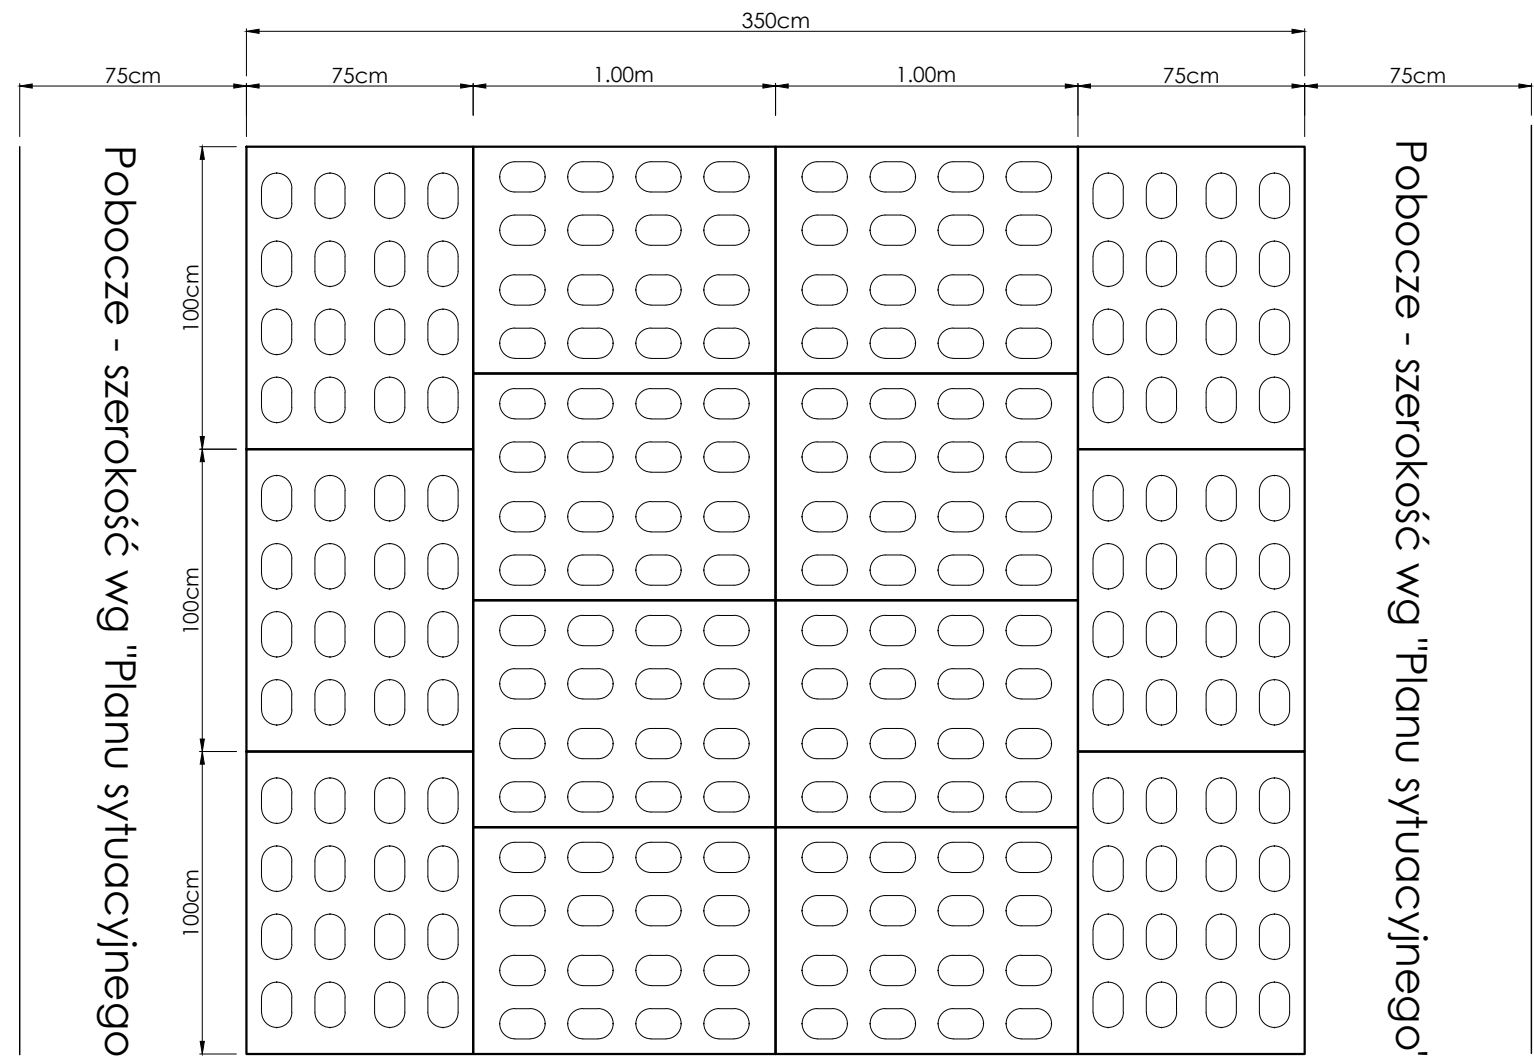 350cm
75cm
75cm
1.00m
1.00m
75cm
75cm
Pobocze - szerokość wg "Planu sytuacyjnego
100cm
100cm
100cm
Pobocze - szerokość wg "Planu sytuacyjnego"